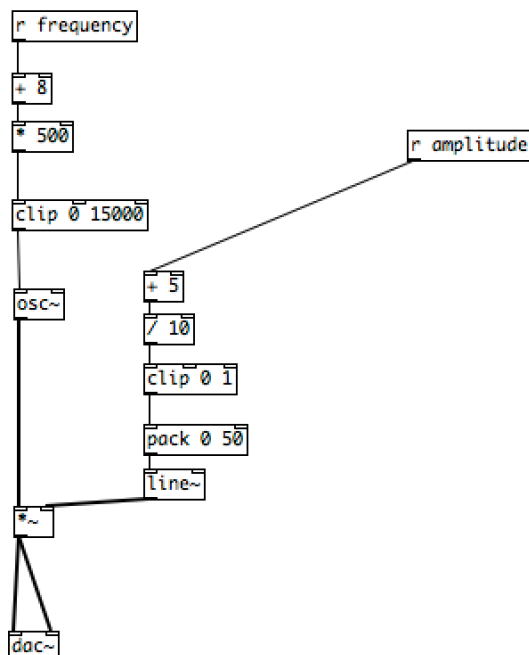 r frequency
+ 8
* 500
r amplitude
clip 0 15000
+ 5
osc~
/ 10
clip 0 1
pack 0 50
line~
*~
dac~